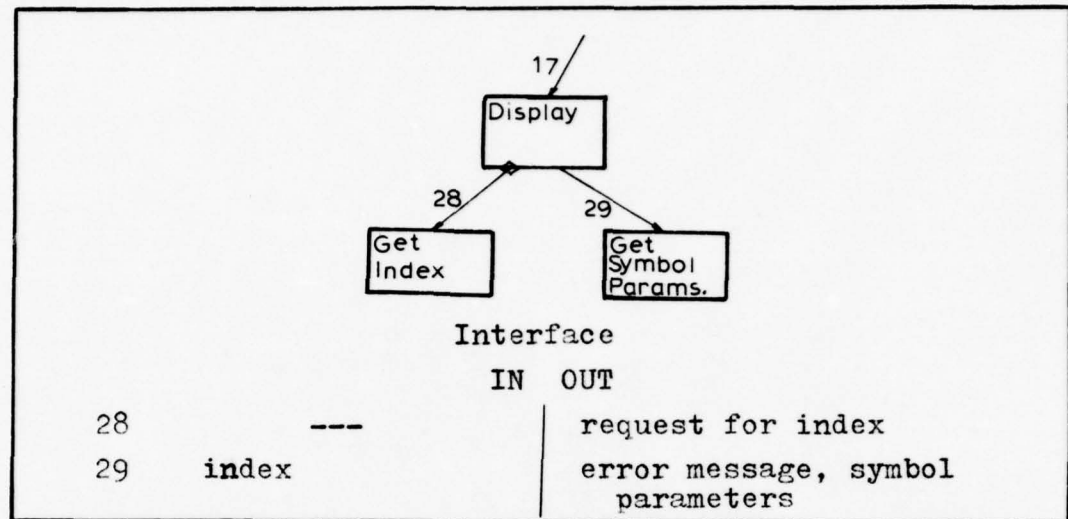 17
Display
28
29
Get
Index
Get
Symbol
Params.
Interface
IN OUT
28 --- request for index
29 index error message, symbol
parameters